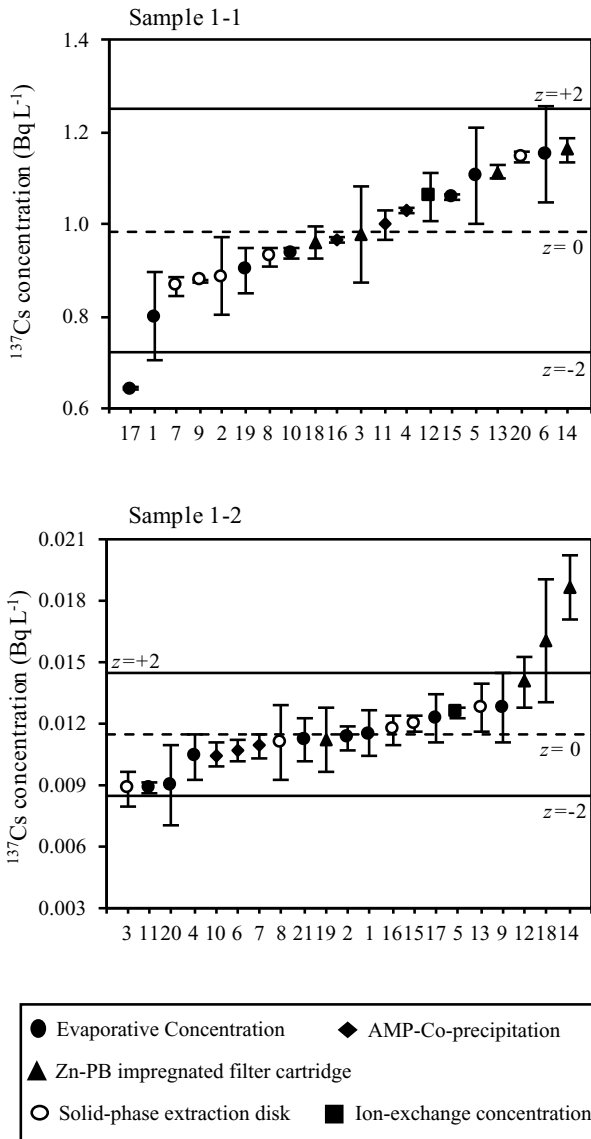 Sample 1-1
¹³⁷Cs concentration (Bq L⁻¹)
1.4
1.2
1.0
0.8
0.6
z=+2
z= 0
z=-2
17 1 7 9 2 19 8 10 18 16 3 11 4 12 15 5 13 20 6 14
Sample 1-2
¹³⁷Cs concentration (Bq L⁻¹)
0.021
0.018
0.015
0.012
0.009
0.006
0.003
z=+2
z= 0
z=-2
3 11 20 4 10 6 7 8 21 19 2 1 16 15 17 5 13 9 12 18 14
Evaporative Concentration AMP-Co-precipitation
Zn-PB impregnated filter cartridge
Solid-phase extraction disk Ion-exchange concentration